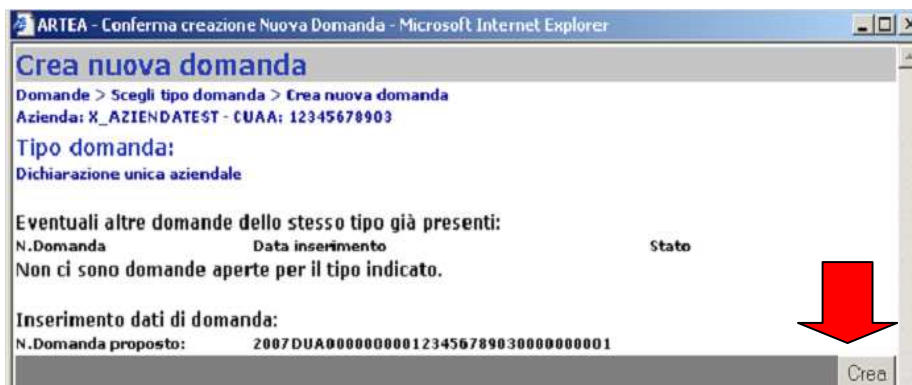 ARTEA - Conferma creazione Nuova Domanda - Microsoft Internet Explorer
Crea nuova domanda
Domande > Scegli tipo domanda > Crea nuova domanda
Azienda: X_AZIENDATEST - CUAA: 12345678903
Tipo domanda:
Dichiarazione unica aziendale
Eventuali altre domande dello stesso tipo già presenti:
N.Domanda Data inserimento Stato
Non ci sono domande aperte per il tipo indicato.
Inserimento dati di domanda:
N.Domanda proposto: 2007DUA000000000123456789030000000001
Crea